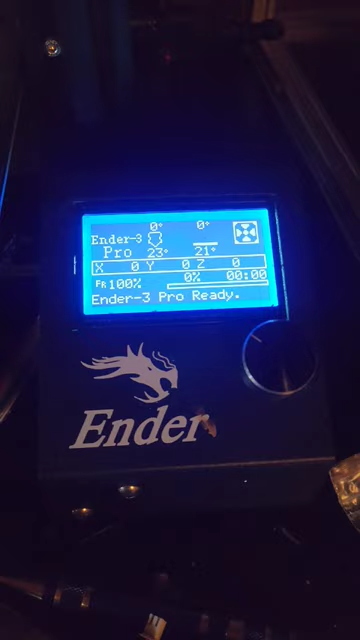 0° 0°
Ender-3
Pro 23° 21°
X 0 Y 0 Z 0
FR 100% 0% 00:00
Ender-3 Pro Ready.
Ender